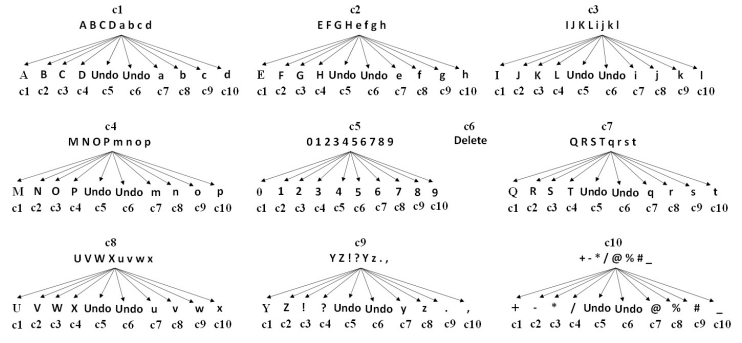 c1 c2 c3
A B C D a b c d E F G H e f g h I J K L i j k l
A B C D Undo Undo a b c d E F G H Undo Undo e f g h I J K L Undo Undo i j k l
c1 c2 c3 c4 c5 c6 c7 c8 c9 c10 c1 c2 c3 c4 c5 c6 c7 c8 c9 c10 c1 c2 c3 c4 c5 c6 c7 c8 c9 c10
c4 c5 c6 c7
M N O P m n o p 0 1 2 3 4 5 6 7 8 9 Delete Q R S T q r s t
M N O P Undo Undo m n o p 0 1 2 3 4 5 6 7 8 9 Q R S T Undo Undo q r s t
c1 c2 c3 c4 c5 c6 c7 c8 c9 c10 c1 c2 c3 c4 c5 c6 c7 c8 c9 c10 c1 c2 c3 c4 c5 c6 c7 c8 c9 c10
c8 c9 c10
U V W X u v w x Y Z ! ? Y z . , + - * / @ % # _
U V W X Undo Undo u v w x Y Z ! ? Undo Undo y z . , + - * / Undo Undo @ % # _
c1 c2 c3 c4 c5 c6 c7 c8 c9 c10 c1 c2 c3 c4 c5 c6 c7 c8 c9 c10 c1 c2 c3 c4 c5 c6 c7 c8 c9 c10